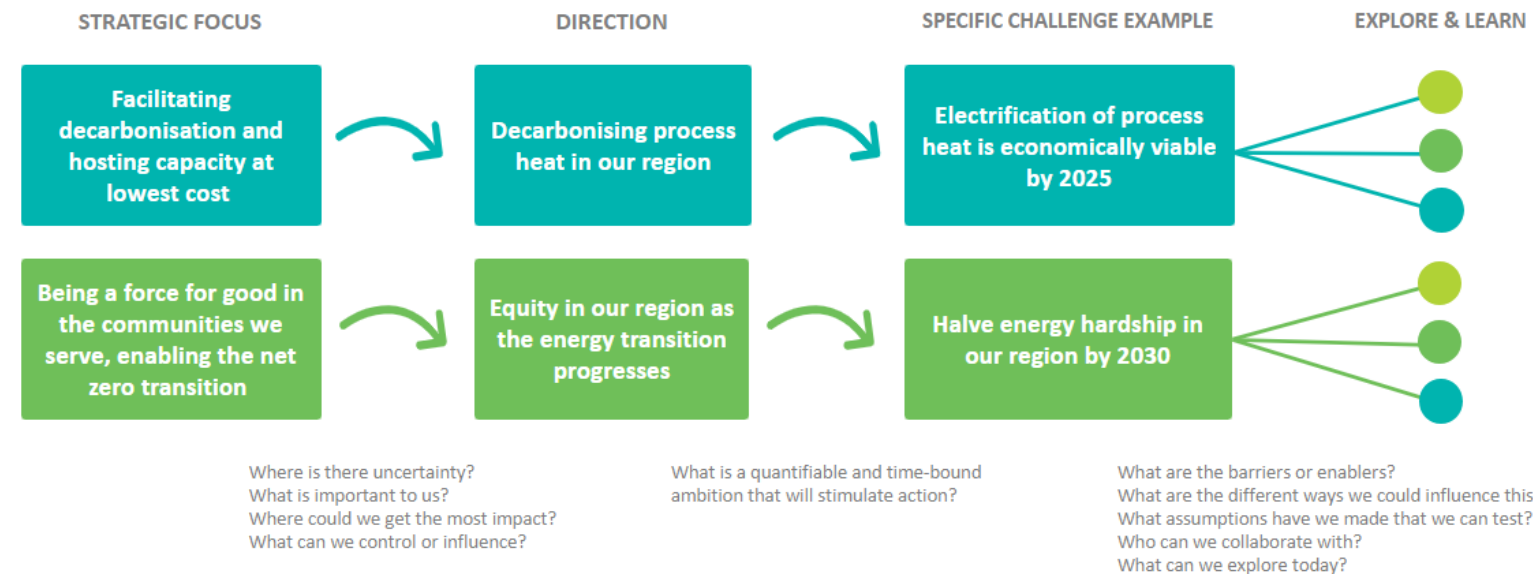 STRATEGIC FOCUS
DIRECTION
SPECIFIC CHALLENGE EXAMPLE
EXPLORE & LEARN
Facilitating
decarbonisation and
hosting capacity at
lowest cost
Decarbonising process
heat in our region
Electrification of process
heat is economically viable
by 2025
Being a force for good in
the communities we
serve, enabling the net
zero transition
Equity in our region as
the energy transition
progresses
Halve energy hardship in
our region by 2030
Where is there uncertainty?
What is important to us?
Where could we get the most impact?
What can we control or influence?
What is a quantifiable and time-bound
ambition that will stimulate action?
What are the barriers or enablers?
What are the different ways we could influence this
What assumptions have we made that we can test?
Who can we collaborate with?
What can we explore today?